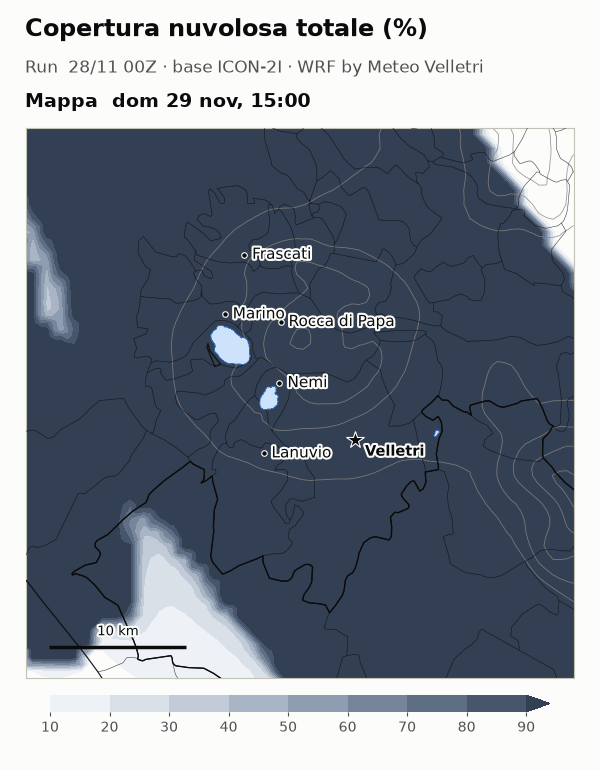 Copertura nuvolosa totale (%)
Run  28/11 00Z · base ICON-2I · WRF by Meteo Velletri
Mappa  dom 29 nov, 15:00
Frascati
Marino
Rocca di Papa
Nemi
Velletri
Lanuvio
10 km
10 20 30 40 50 60 70 80 90